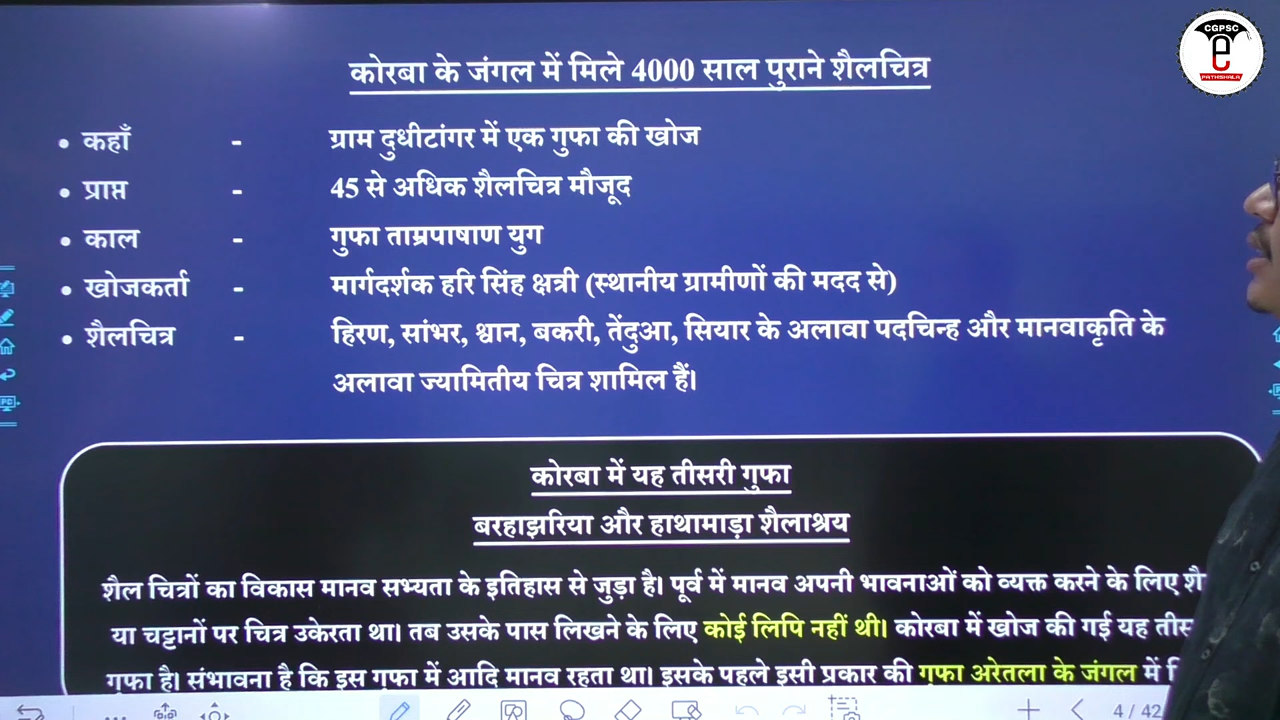 CGPSC
e
PATHSHALA
कोरबा के जंगल में मिले 4000 साल पुराने शैलचित्र
• कहाँ - ग्राम दुधीटांगर में एक गुफा की खोज
• प्राप्त - 45 से अधिक शैलचित्र मौजूद
• काल - गुफा ताम्रपाषाण युग
• खोजकर्ता - मार्गदर्शक हरि सिंह क्षत्री (स्थानीय ग्रामीणों की मदद से)
• शैलचित्र - हिरण, सांभर, श्वान, बकरी, तेंदुआ, सियार के अलावा पदचिन्ह और मानवाकृति के
अलावा ज्यामितीय चित्र शामिल हैं।
कोरबा में यह तीसरी गुफा
बरहाझरिया और हाथामाड़ा शैलाश्रय
शैल चित्रों का विकास मानव सभ्यता के इतिहास से जुड़ा है। पूर्व में मानव अपनी भावनाओं को व्यक्त करने के लिए
या चट्टानों पर चित्र उकेरता था। तब उसके पास लिखने के लिए कोई लिपि नहीं थी। कोरबा में खोज की गई यह
गुफा है। संभावना है कि इस गुफा में आदि मानव रहता था। इसके पहले इसी प्रकार की गुफा अरेतला के जंगल में
4 / 42